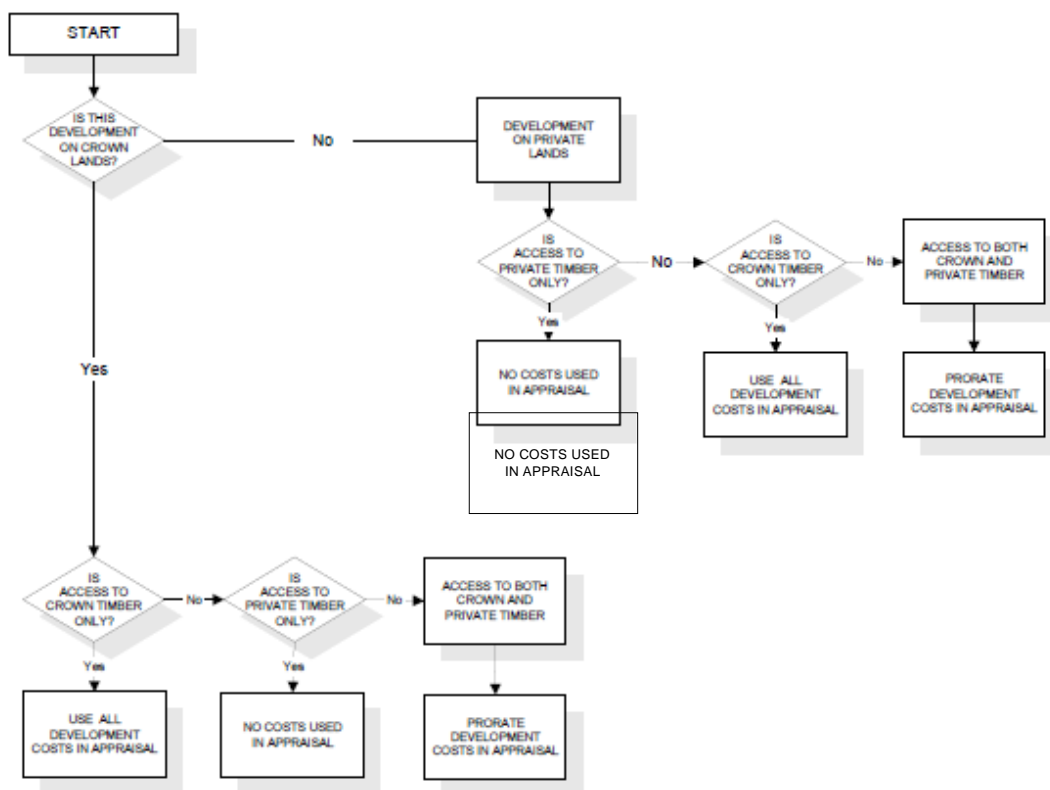 START
IS THIS
DEVELOPMENT
ON CROWN
LANDS?
No
DEVELOPMENT
ON PRIVATE
LANDS
IS
ACCESS TO
PRIVATE TIMBER
ONLY?
No
IS
ACCESS TO
CROWN TIMBER
ONLY?
No
ACCESS TO BOTH
CROWN AND
PRIVATE TIMBER
Yes
Yes
Yes
NO COSTS USED
IN APPRAISAL
USE ALL
DEVELOPMENT
COSTS IN APPRAISAL
PRORATE
DEVELOPMENT
COSTS IN APPRAISAL
NO COSTS USED
IN APPRAISAL
IS
ACCESS TO
CROWN TIMBER
ONLY?
No
IS
ACCESS TO
PRIVATE TIMBER
ONLY?
No
ACCESS TO BOTH
CROWN AND
PRIVATE TIMBER
Yes
Yes
USE ALL
DEVELOPMENT
COSTS IN APPRAISAL
NO COSTS USED
IN APPRAISAL
PRORATE
DEVELOPMENT
COSTS IN APPRAISAL